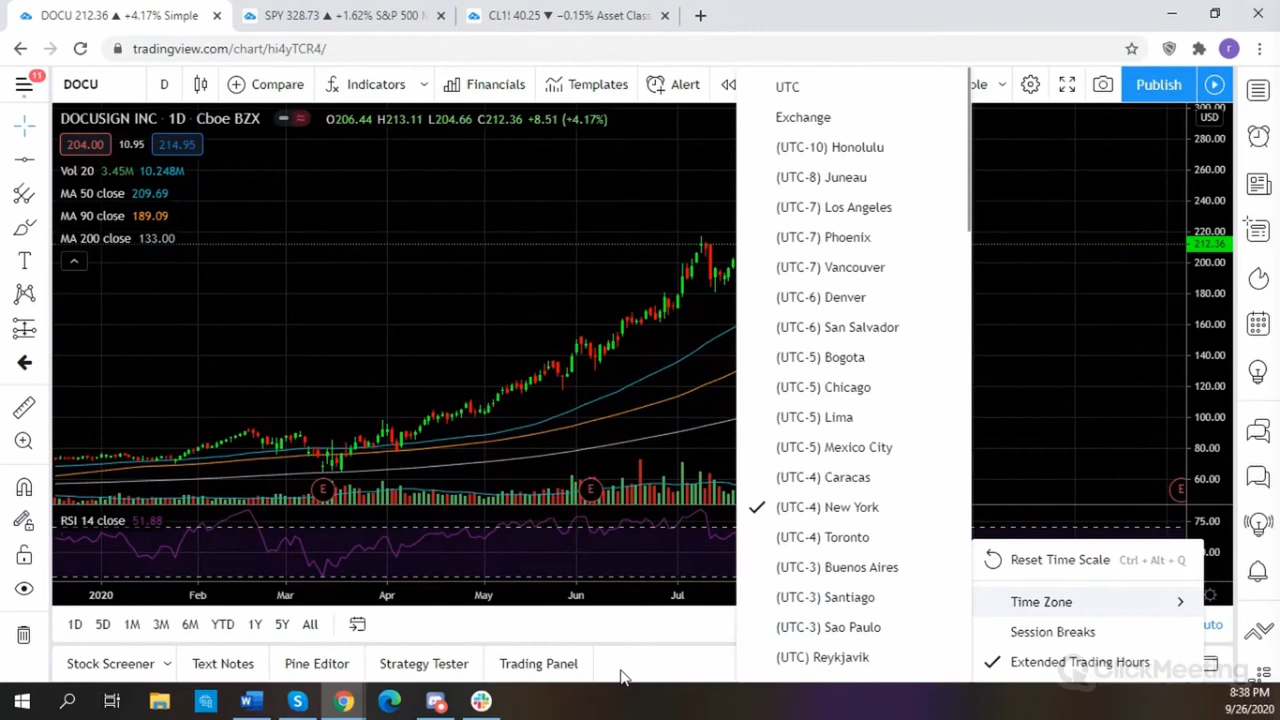 DOCU 212.36 ▲ +4.17% Simple
SPY 328.73 ▲ +1.62% S&P 500
CL1! 40.25 ▼ −0.15% Asset Class
tradingview.com/chart/hi4yTCR4/
r
11
DOCU
D
Compare
Indicators
Financials
Templates
Alert
Publish
DOCUSIGN INC · 1D · Cboe BZX
O206.44 H213.11 L204.66 C212.36 +8.51 (+4.17%)
204.00 10.95 214.95
Vol 20 3.45M 10.248M
MA 50 close 209.69
MA 90 close 189.09
MA 200 close 133.00
UTC
Exchange
(UTC-10) Honolulu
(UTC-8) Juneau
(UTC-7) Los Angeles
(UTC-7) Phoenix
(UTC-7) Vancouver
(UTC-6) Denver
(UTC-6) San Salvador
(UTC-5) Bogota
(UTC-5) Chicago
(UTC-5) Lima
(UTC-5) Mexico City
(UTC-4) Caracas
(UTC-4) New York
(UTC-4) Toronto
(UTC-3) Buenos Aires
(UTC-3) Santiago
(UTC-3) Sao Paulo
(UTC) Reykjavik
300.00
USD
280.00
260.00
240.00
220.00
212.36
200.00
180.00
160.00
140.00
120.00
100.00
80.00
60.00
E
E
E
RSI 14 close 51.88
75.00
Reset Time Scale Ctrl + Alt + Q
Time Zone
Session Breaks
Extended Trading Hours
2020 Feb Mar Apr May Jun Jul
1D 5D 1M 3M 6M YTD 1Y 5Y All
Stock Screener
Text Notes
Pine Editor
Strategy Tester
Trading Panel
ClickMeeting
8:38 PM
9/26/2020